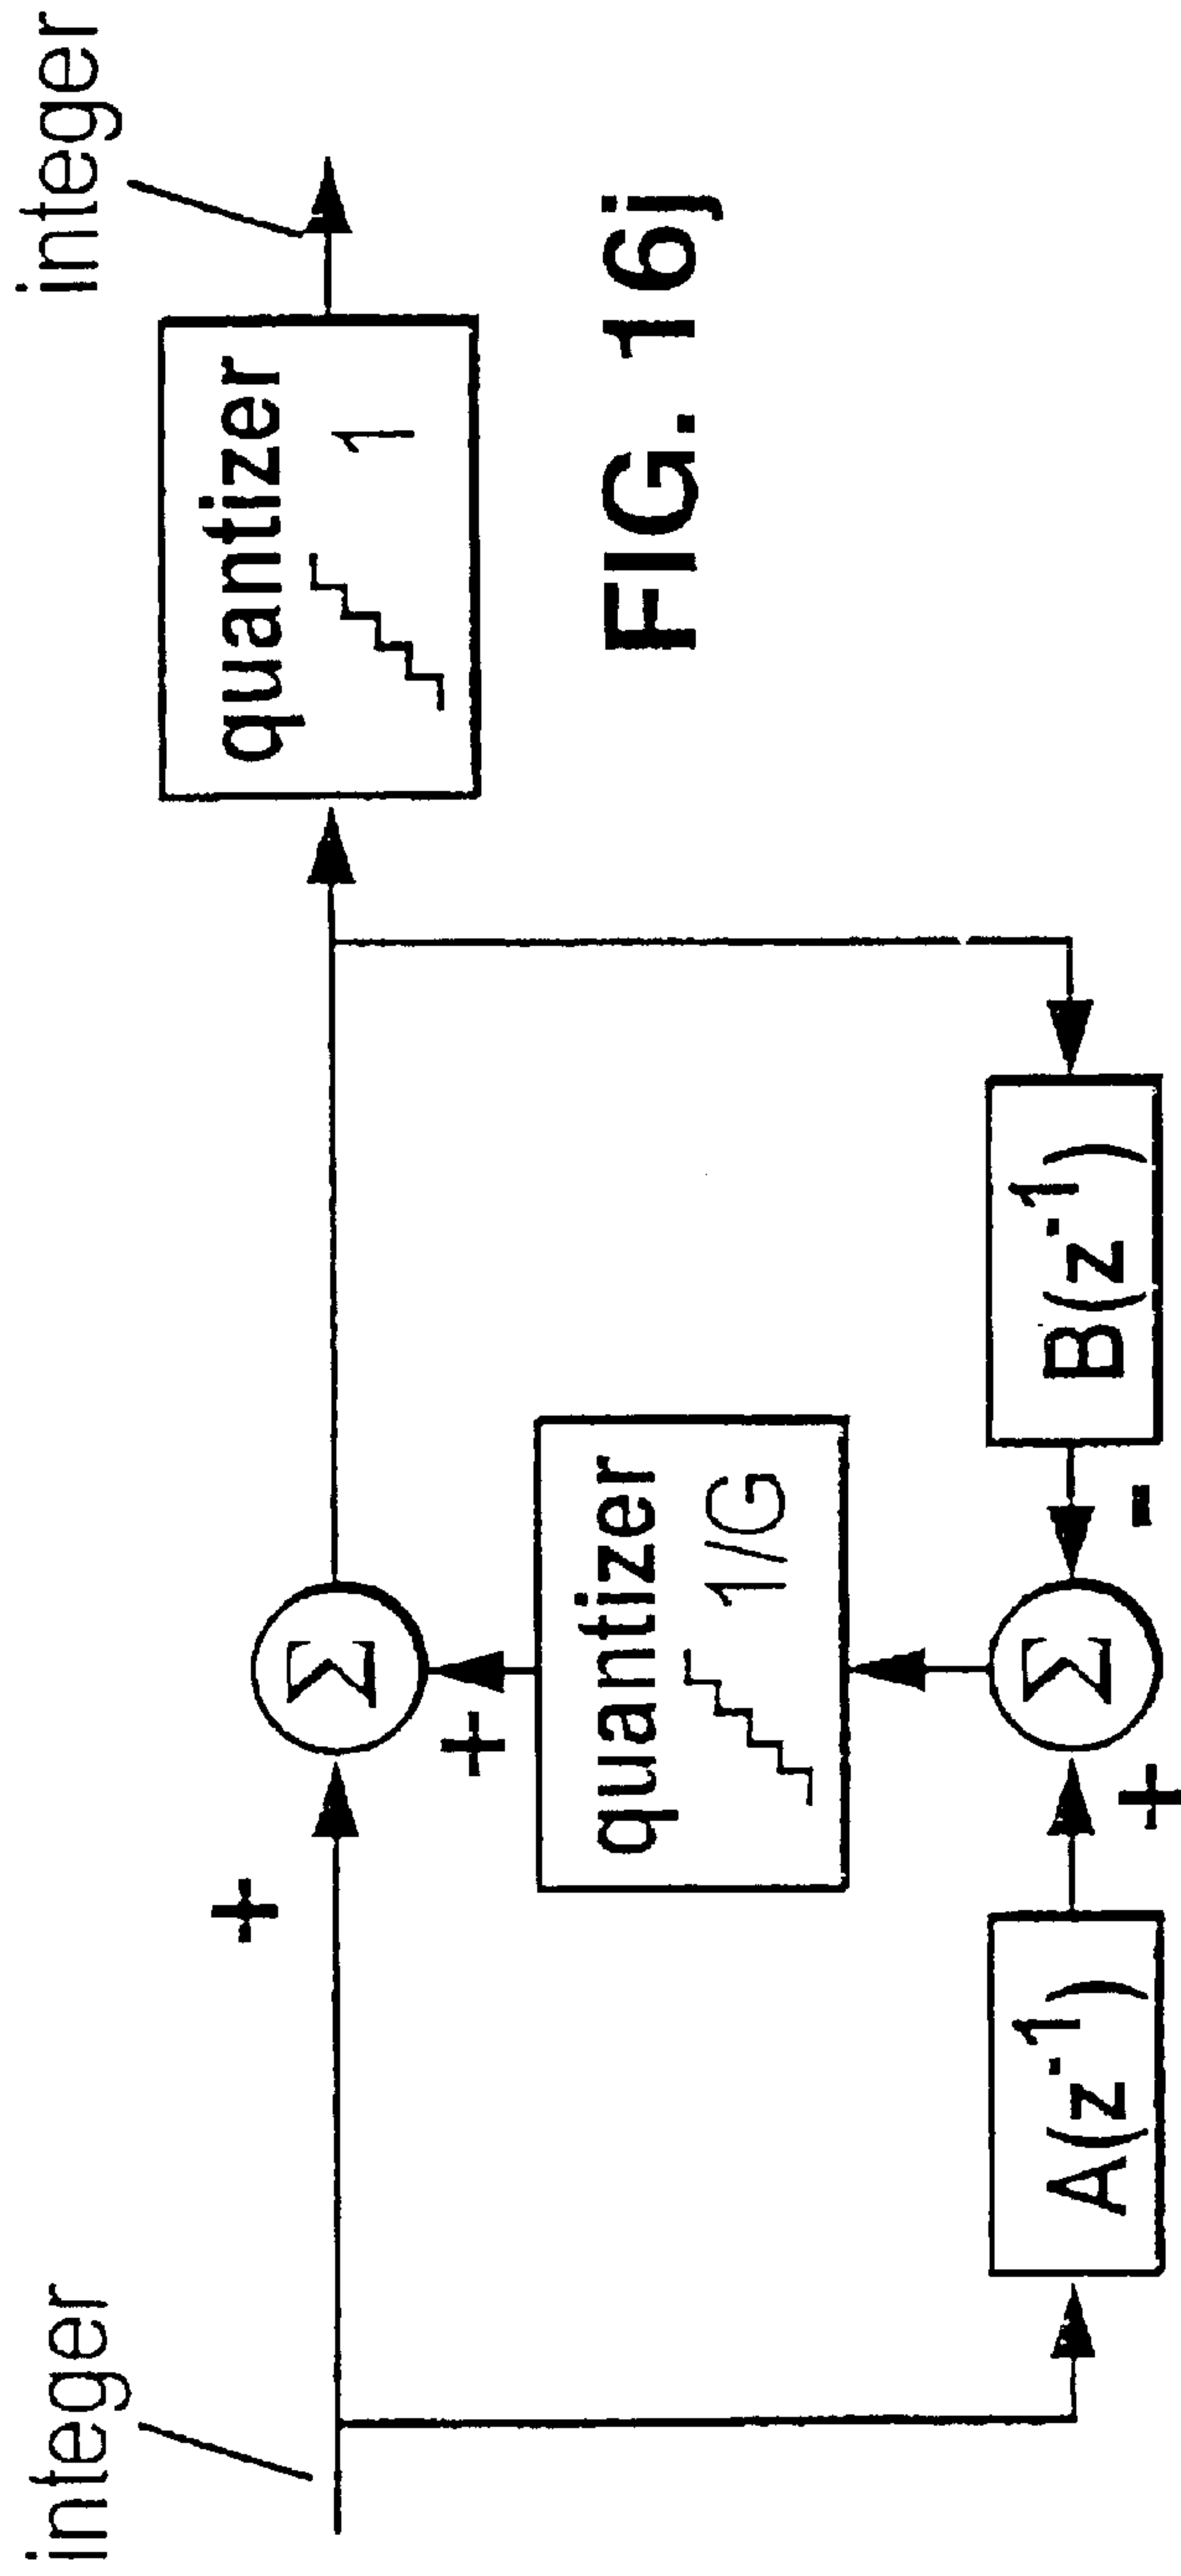 integer
integer
quantizer
1
+
Σ
+
quantizer
1/G
A(z⁻¹)
+
Σ
-
B(z⁻¹)
FIG. 16j